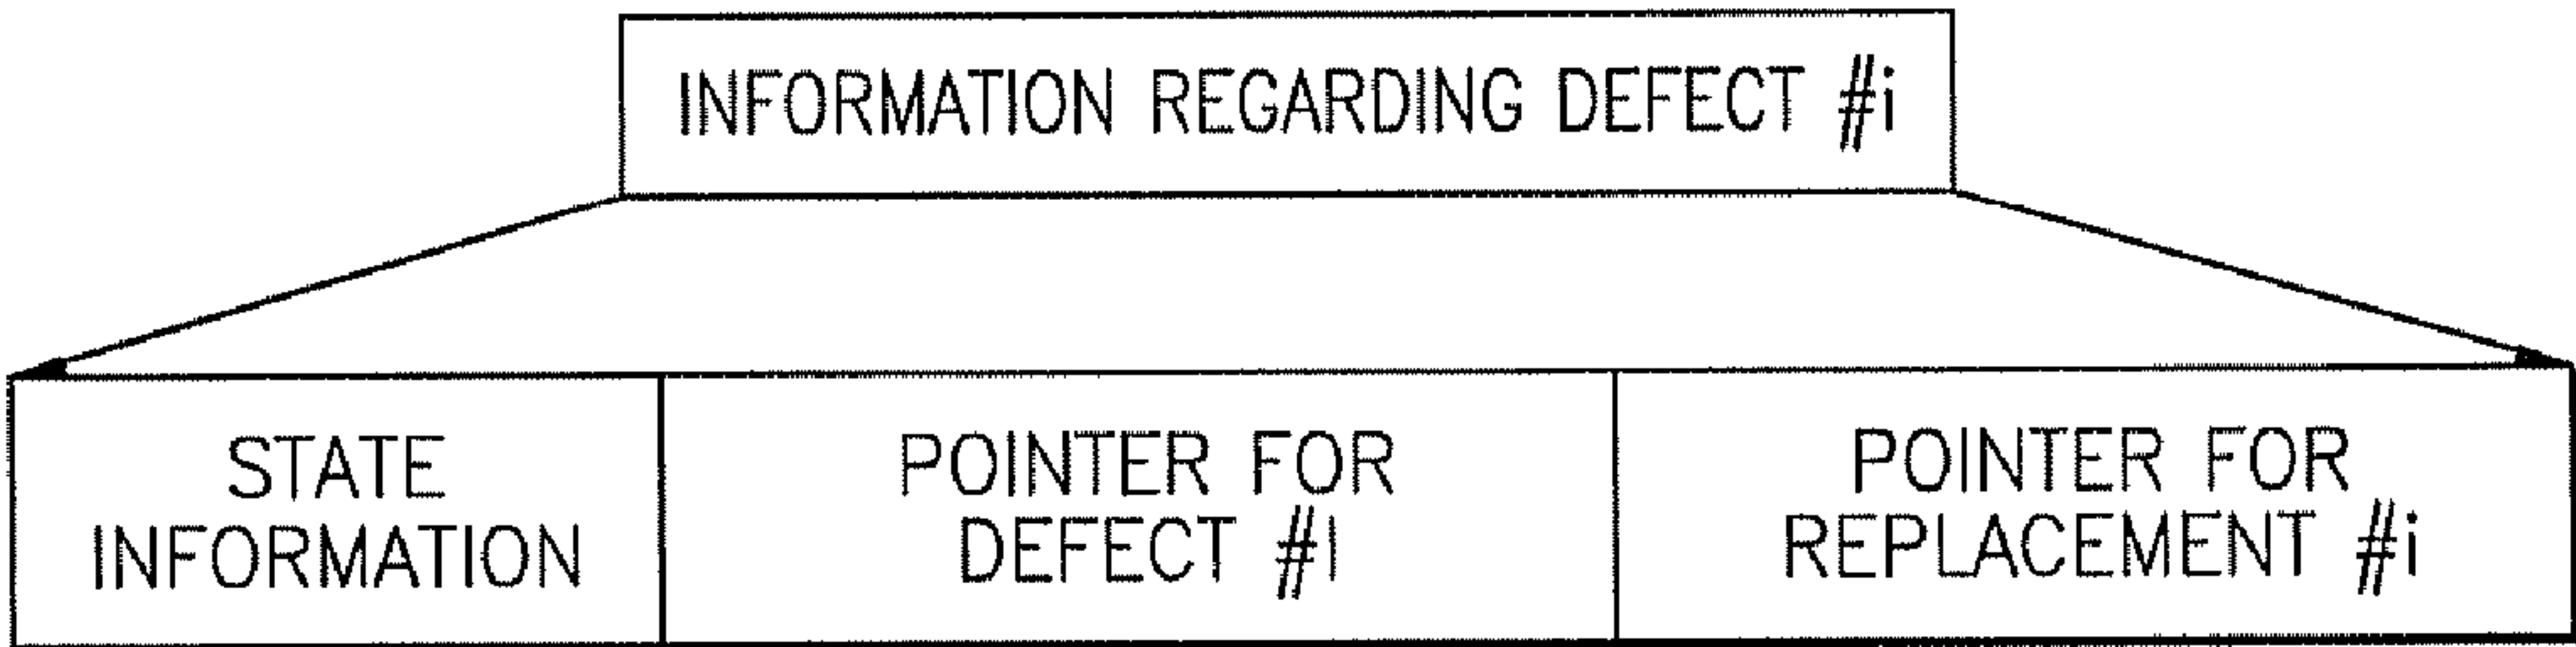 INFORMATION REGARDING DEFECT #i
STATE
INFORMATION
POINTER FOR
DEFECT #I
POINTER FOR
REPLACEMENT #i